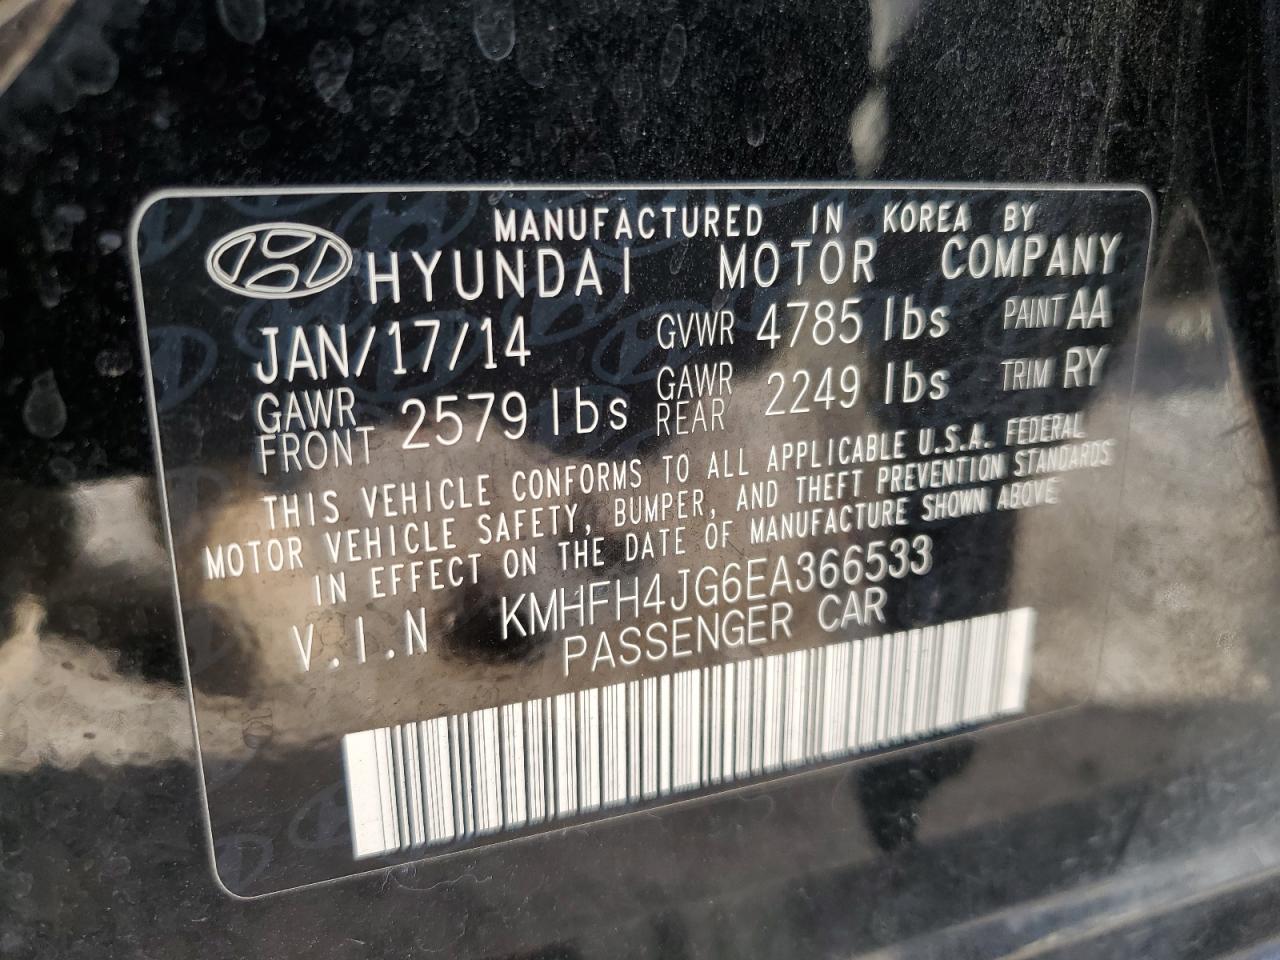 MANUFACTURED IN KOREA BY
HYUNDAI MOTOR COMPANY
JAN/17/14 GVWR 4785 lbs PAINT AA
GAWR FRONT 2579 lbs GAWR REAR 2249 lbs TRIM RY
THIS VEHICLE CONFORMS TO ALL APPLICABLE U.S.A. FEDERAL
MOTOR VEHICLE SAFETY, BUMPER, AND THEFT PREVENTION STANDARDS
IN EFFECT ON THE DATE OF MANUFACTURE SHOWN ABOVE
V.I.N KMHFH4JG6EA366533
PASSENGER CAR